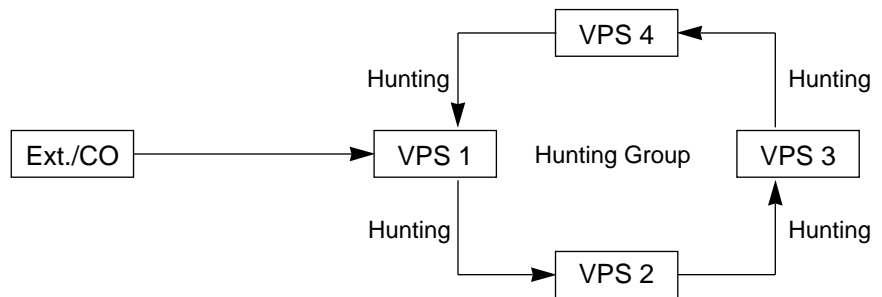 VPS 4
Hunting
Hunting
Ext./CO
VPS 1
Hunting Group
VPS 3
Hunting
Hunting
VPS 2